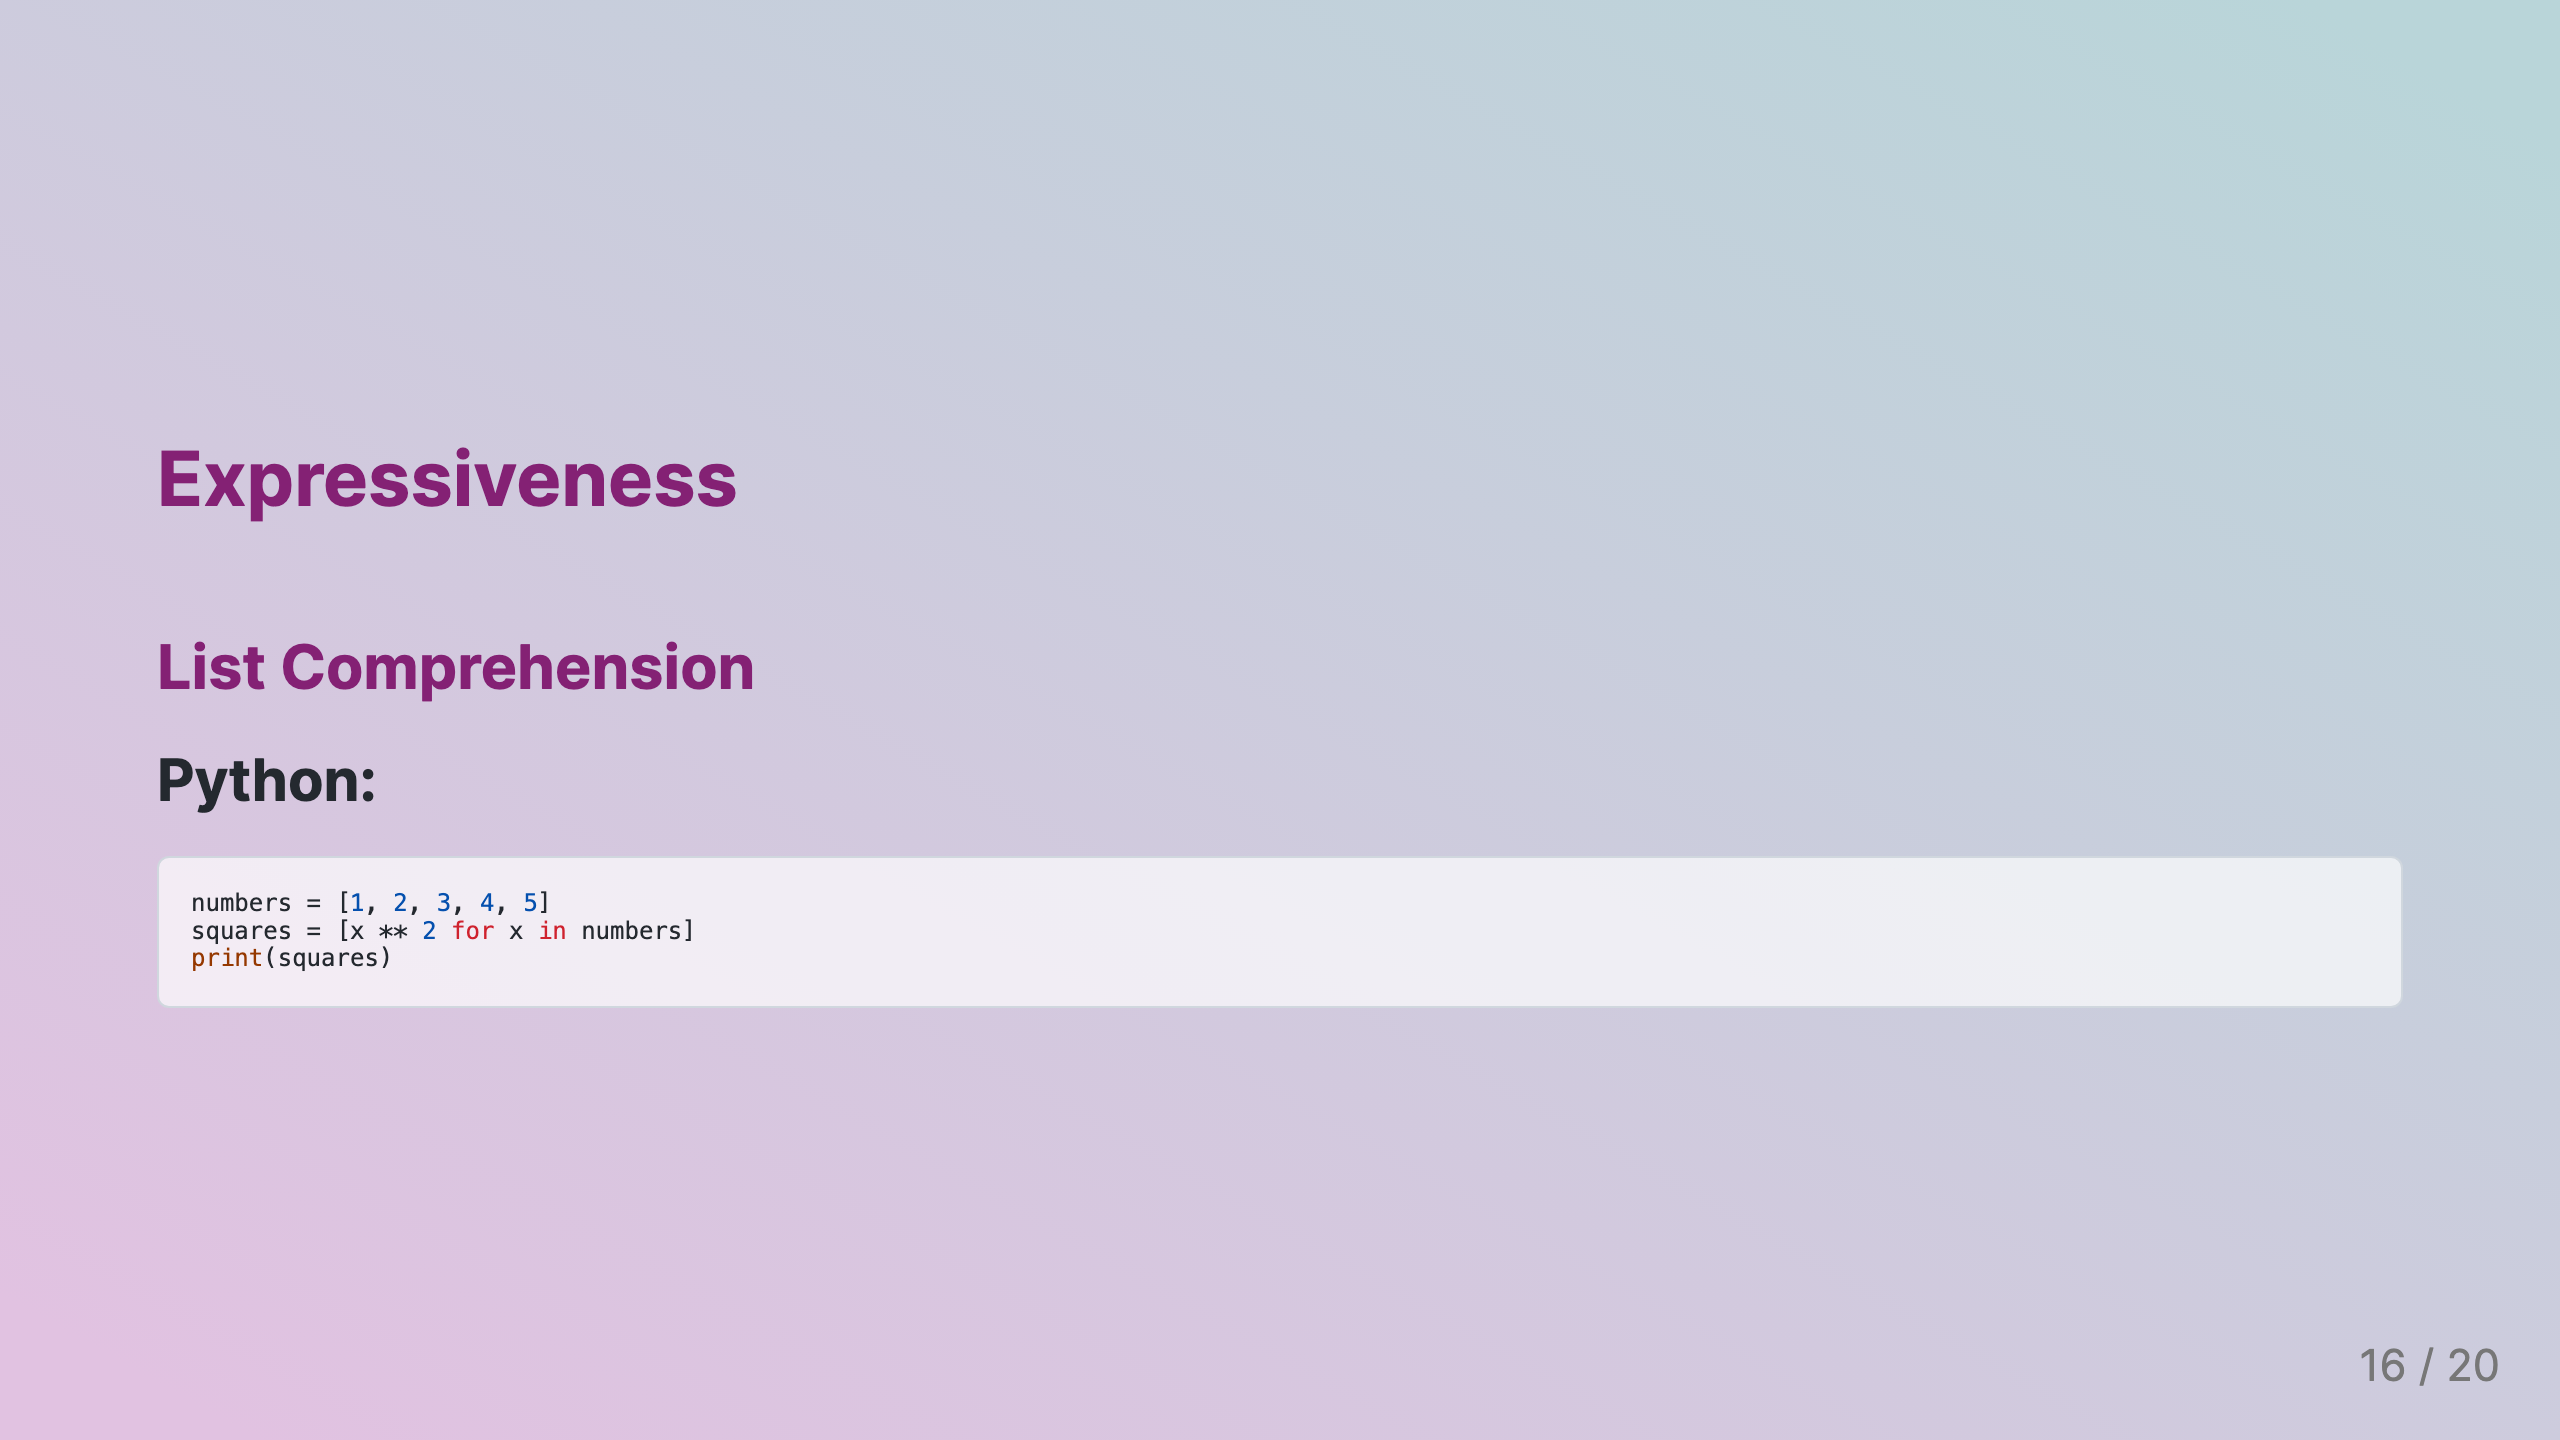 Expressiveness
List Comprehension
Python:
numbers = [1, 2, 3, 4, 5]
squares = [x ** 2 for x in numbers]
print(squares)
16 / 20